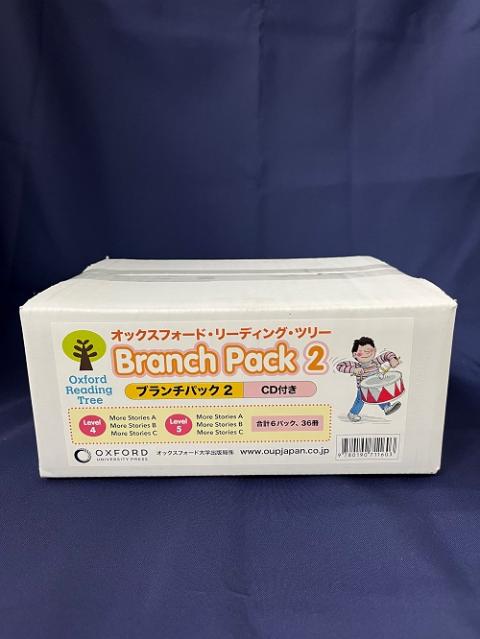 オックスフォード・リーディング・ツリー
Branch Pack 2
Oxford
Reading
Tree
ブランチパック 2
CD付き
Level
4
More Stories A
More Stories B
More Stories C
Level
5
More Stories A
More Stories B
More Stories C
合計6パック、36冊
OXFORD
UNIVERSITY PRESS
オックスフォード大学出版局
www.oupjapan.co.jp
9780190711603